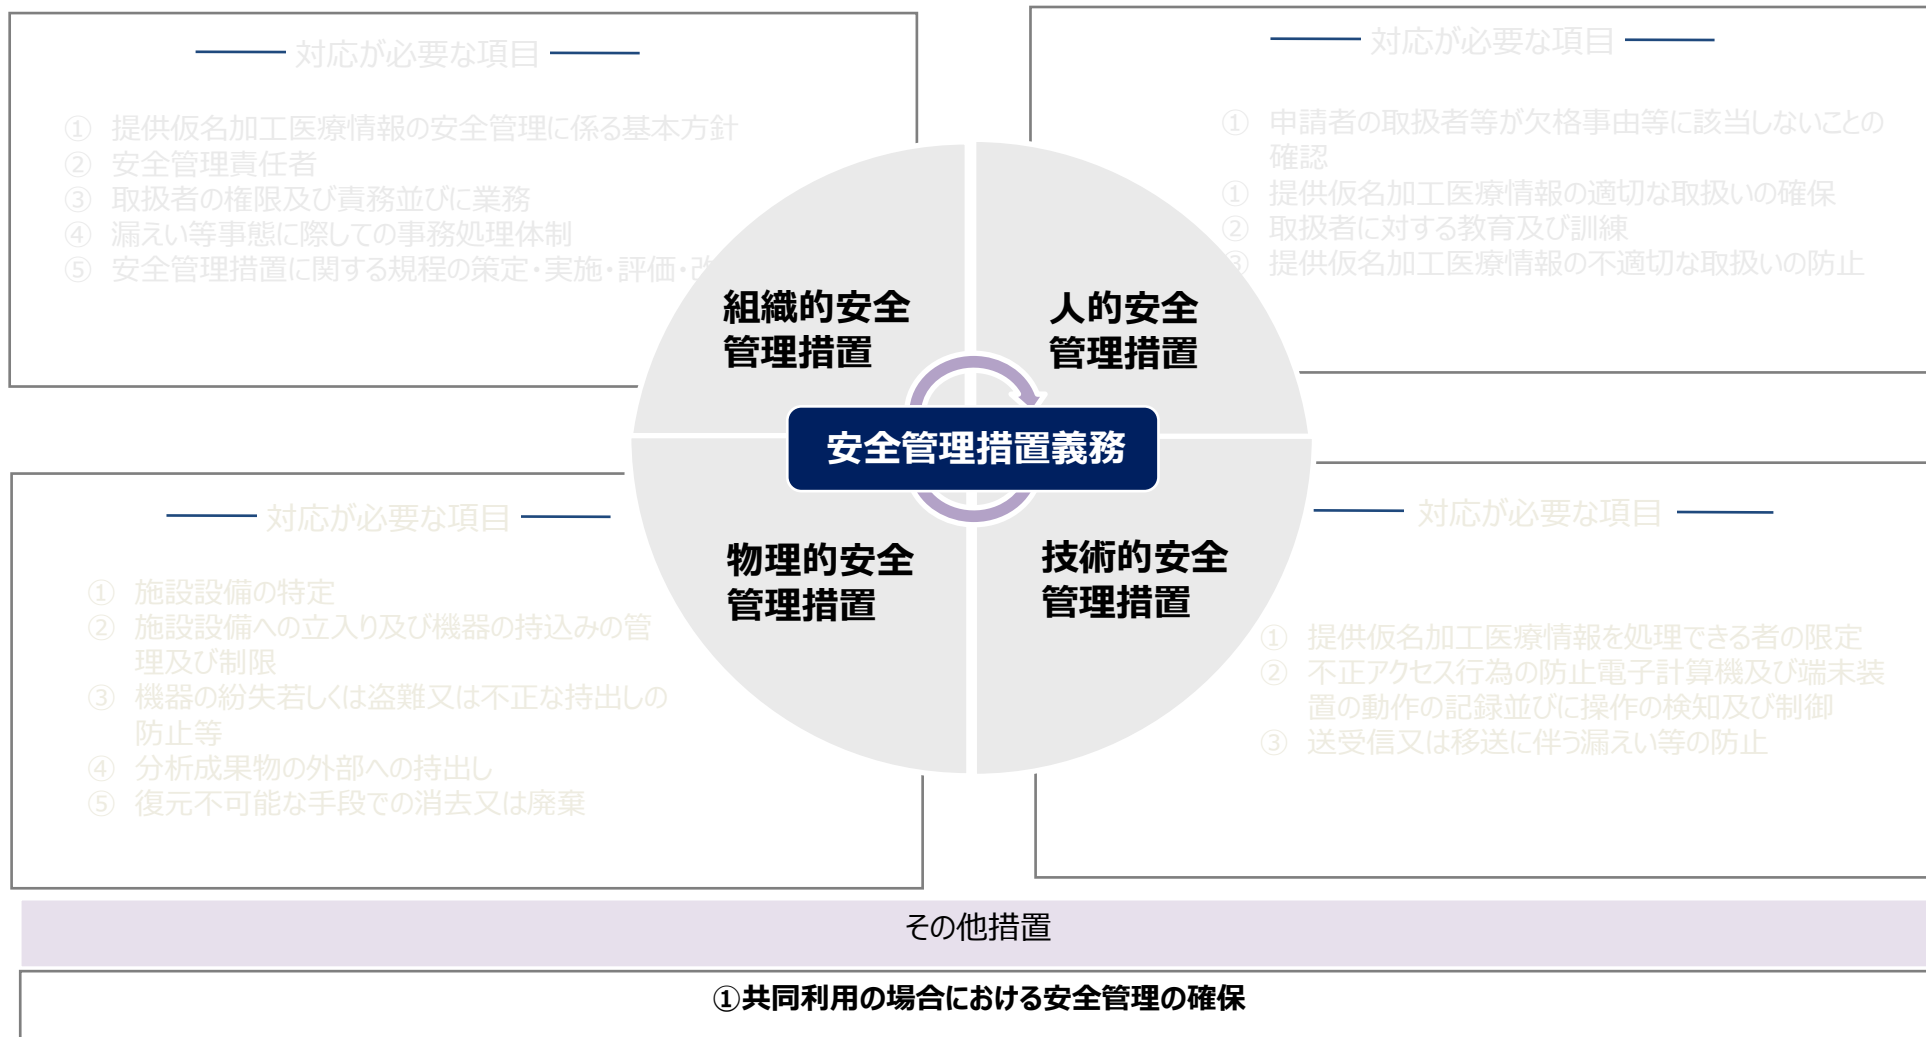 対応が必要な項目
① 提供仮名加工医療情報の安全管理に係る基本方針
② 安全管理責任者
③ 取扱者の権限及び責務並びに業務
④ 漏えい等事態に際しての事務処理体制
⑤ 安全管理措置に関する規程の策定・実施・評価・改
対応が必要な項目
① 申請者の取扱者等が欠格事由等に該当しないことの
確認
① 提供仮名加工医療情報の適切な取扱いの確保
② 取扱者に対する教育及び訓練
③ 提供仮名加工医療情報の不適切な取扱いの防止
組織的安全
管理措置
人的安全
管理措置
安全管理措置義務
物理的安全
管理措置
技術的安全
管理措置
対応が必要な項目
① 施設設備の特定
② 施設設備への立入り及び機器の持込みの管
理及び制限
③ 機器の紛失若しくは盗難又は不正な持出しの
防止等
④ 分析成果物の外部への持出し
⑤ 復元不可能な手段での消去又は廃棄
対応が必要な項目
① 提供仮名加工医療情報を処理できる者の限定
② 不正アクセス行為の防止電子計算機及び端末装
置の動作の記録並びに操作の検知及び制御
③ 送受信又は移送に伴う漏えい等の防止
その他措置
①共同利用の場合における安全管理の確保